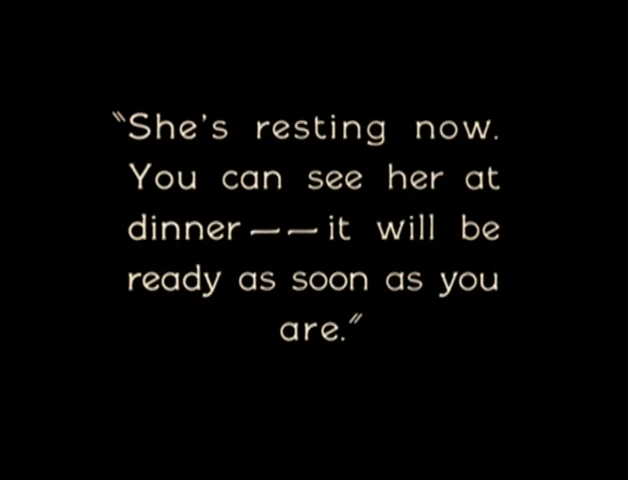 "She's resting now.
You can see her at
dinner——it will be
ready as soon as you
are."